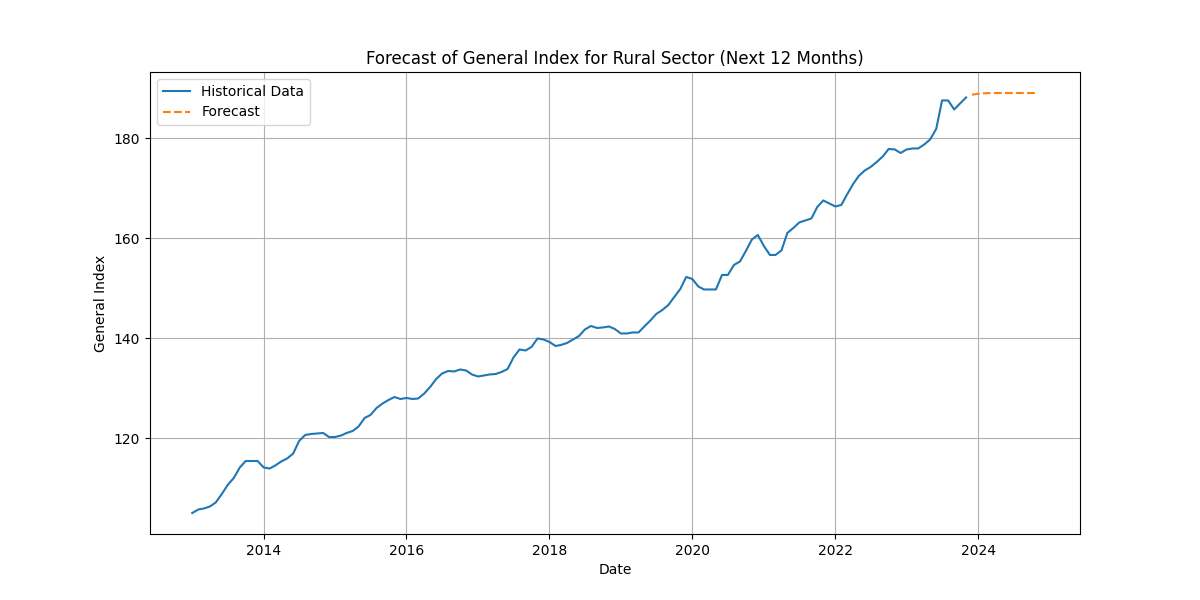 Forecast of General Index for Rural Sector (Next 12 Months)
Historical Data
Forecast
General Index
180
160
140
120
2014 2016 2018 2020 2022 2024
Date